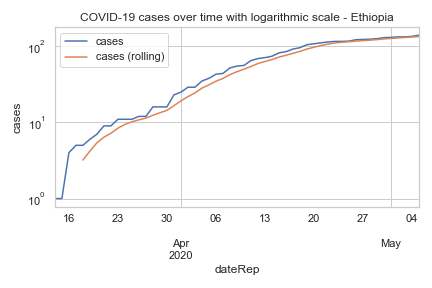 COVID-19 cases over time with logarithmic scale - Ethiopia
cases
cases (rolling)
cases
10²
10¹
10⁰
16 23 30 06 13 20 27 04
Apr May
2020
dateRep